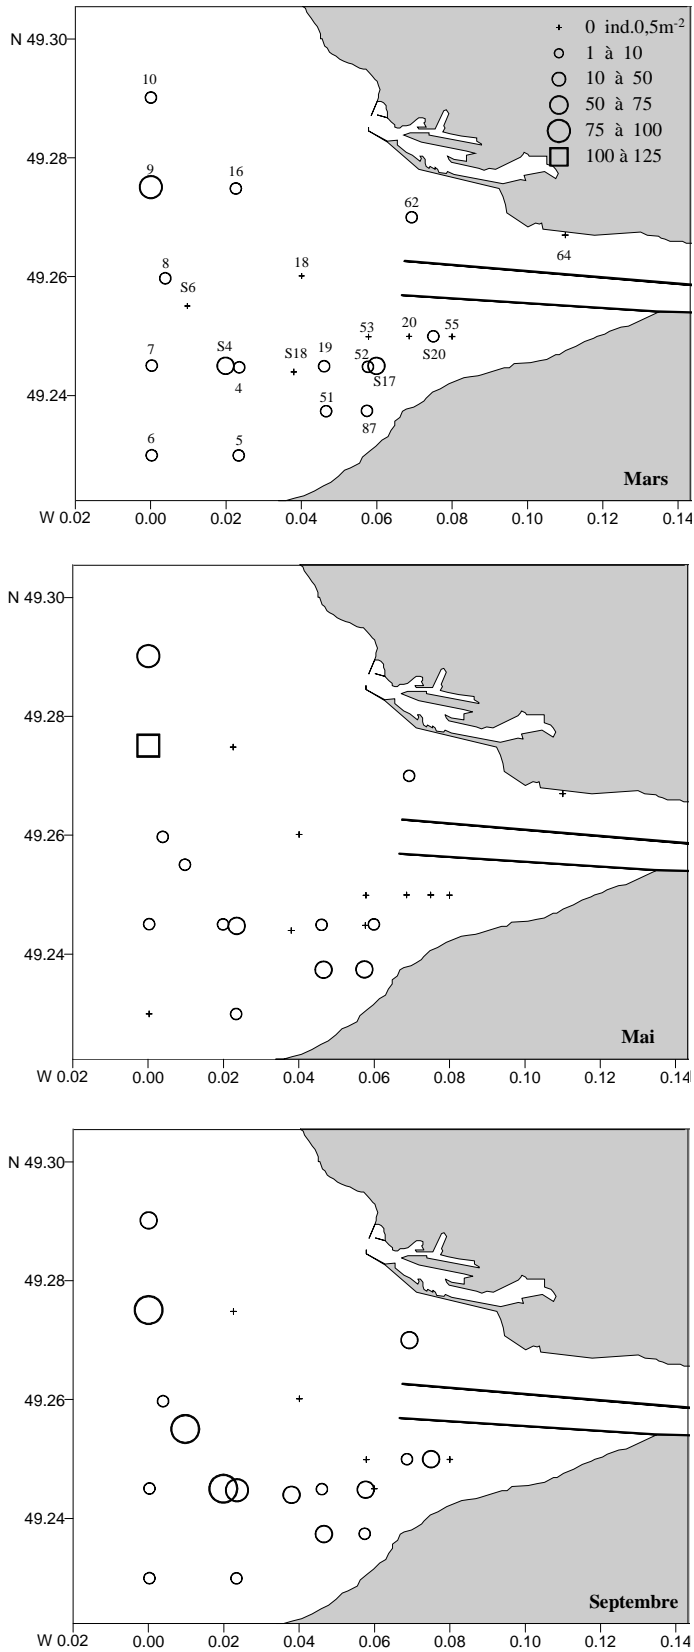 N 49.30
0 ind.0,5m-2
1 à 10
10 à 50
50 à 75
75 à 100
100 à 125
10
49.28
9
16
62
64
8
18
49.26
S6
53
20
55
7
S4
S18
19
52
S17
S20
4
49.24
51
87
6
5
Mars
W 0.02
0.00
0.02
0.04
0.06
0.08
0.10
0.12
0.14
N 49.30
49.28
49.26
49.24
Mai
W 0.02
0.00
0.02
0.04
0.06
0.08
0.10
0.12
0.14
N 49.30
49.28
49.26
49.24
Septembre
W 0.02
0.00
0.02
0.04
0.06
0.08
0.10
0.12
0.14